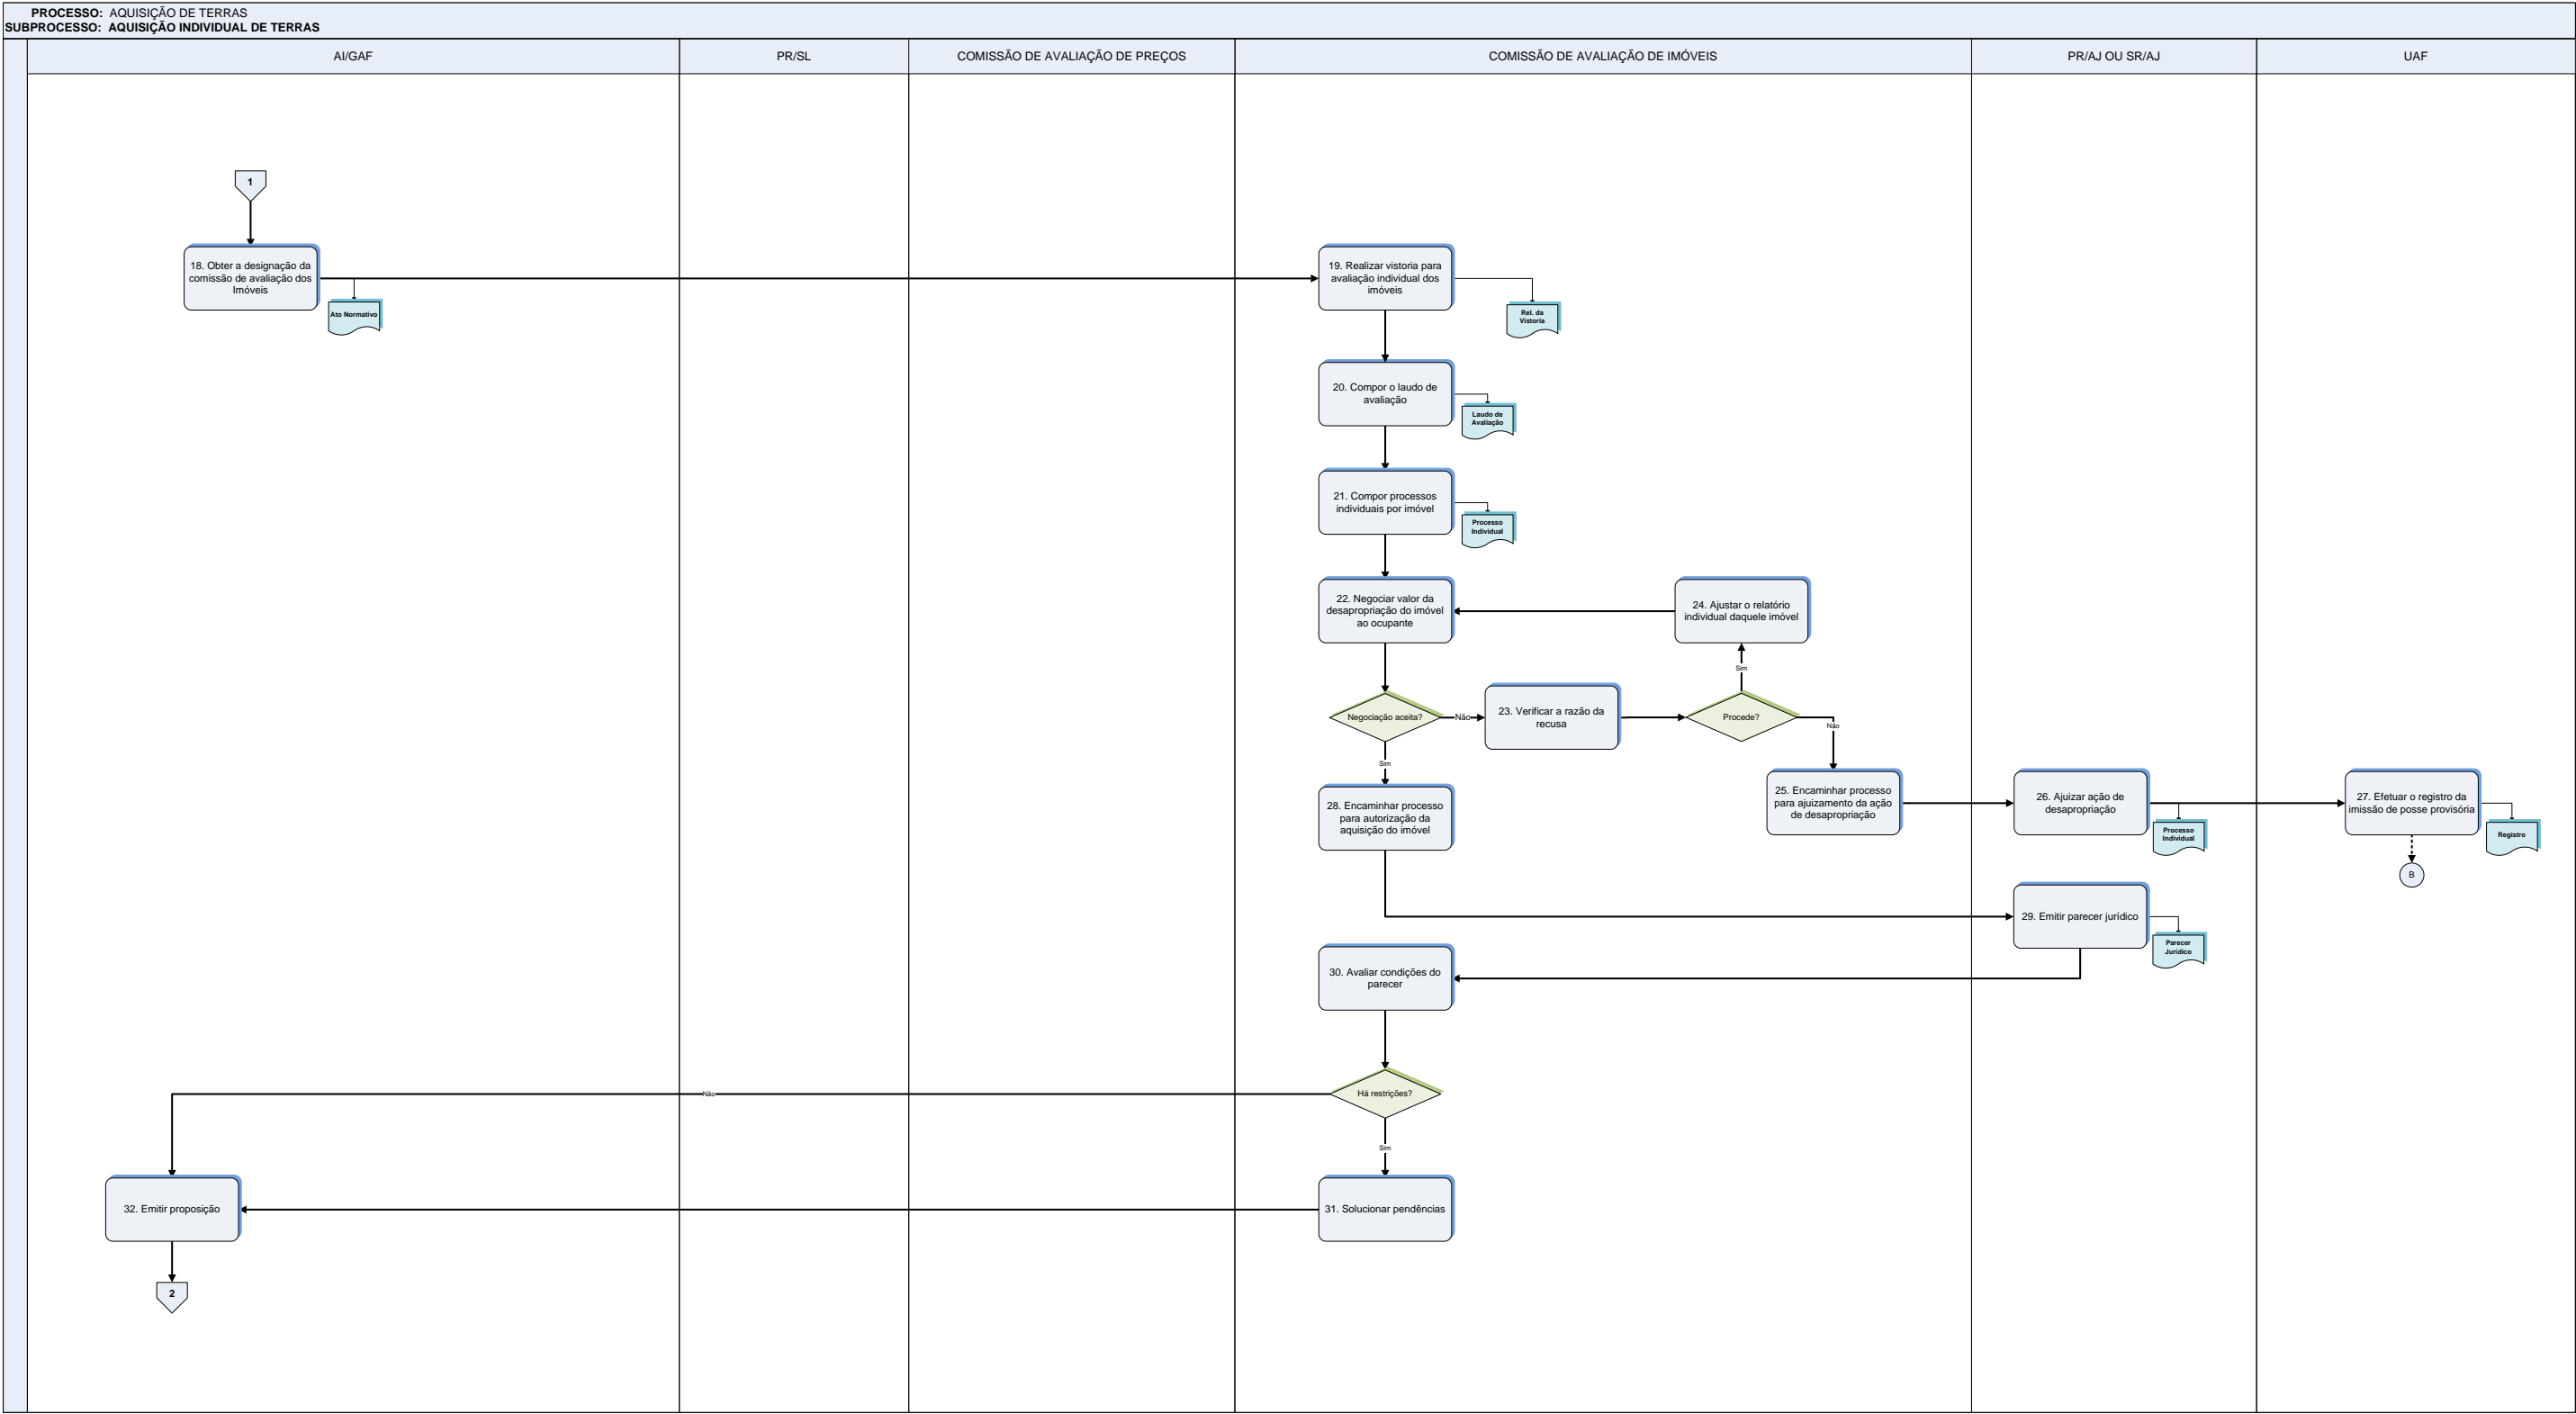 PROCESSO: AQUISIÇÃO DE TERRAS
SUBPROCESSO: AQUISIÇÃO INDIVIDUAL DE TERRAS
AI/GAF
PR/SL
COMISSÃO DE AVALIAÇÃO DE PREÇOS
COMISSÃO DE AVALIAÇÃO DE IMÓVEIS
PR/AJ OU SR/AJ
UAF
1
18. Obter a designação da
comissão de avaliação dos
Imóveis
Ato Normativo
19. Realizar vistoria para
avaliação individual dos
imóveis
Rel. da
Vistoria
20. Compor o laudo de
avaliação
Laudo de
Avaliação
21. Compor processos
individuais por imóvel
Processo
Individual
22. Negociar valor da
desapropriação do imóvel
ao ocupante
24. Ajustar o relatório
individual daquele imóvel
Sim
Negociação aceita?
Não
23. Verificar a razão da
recusa
Procede?
Não
Sim
28. Encaminhar processo
para autorização da
aquisição do imóvel
25. Encaminhar processo
para ajuizamento da ação
de desapropriação
26. Ajuizar ação de
desapropriação
Processo
Individual
27. Efetuar o registro da
imissão de posse provisória
Registro
B
29. Emitir parecer jurídico
Parecer
Jurídico
30. Avaliar condições do
parecer
Há restrições?
Não
Sim
32. Emitir proposição
31. Solucionar pendências
2